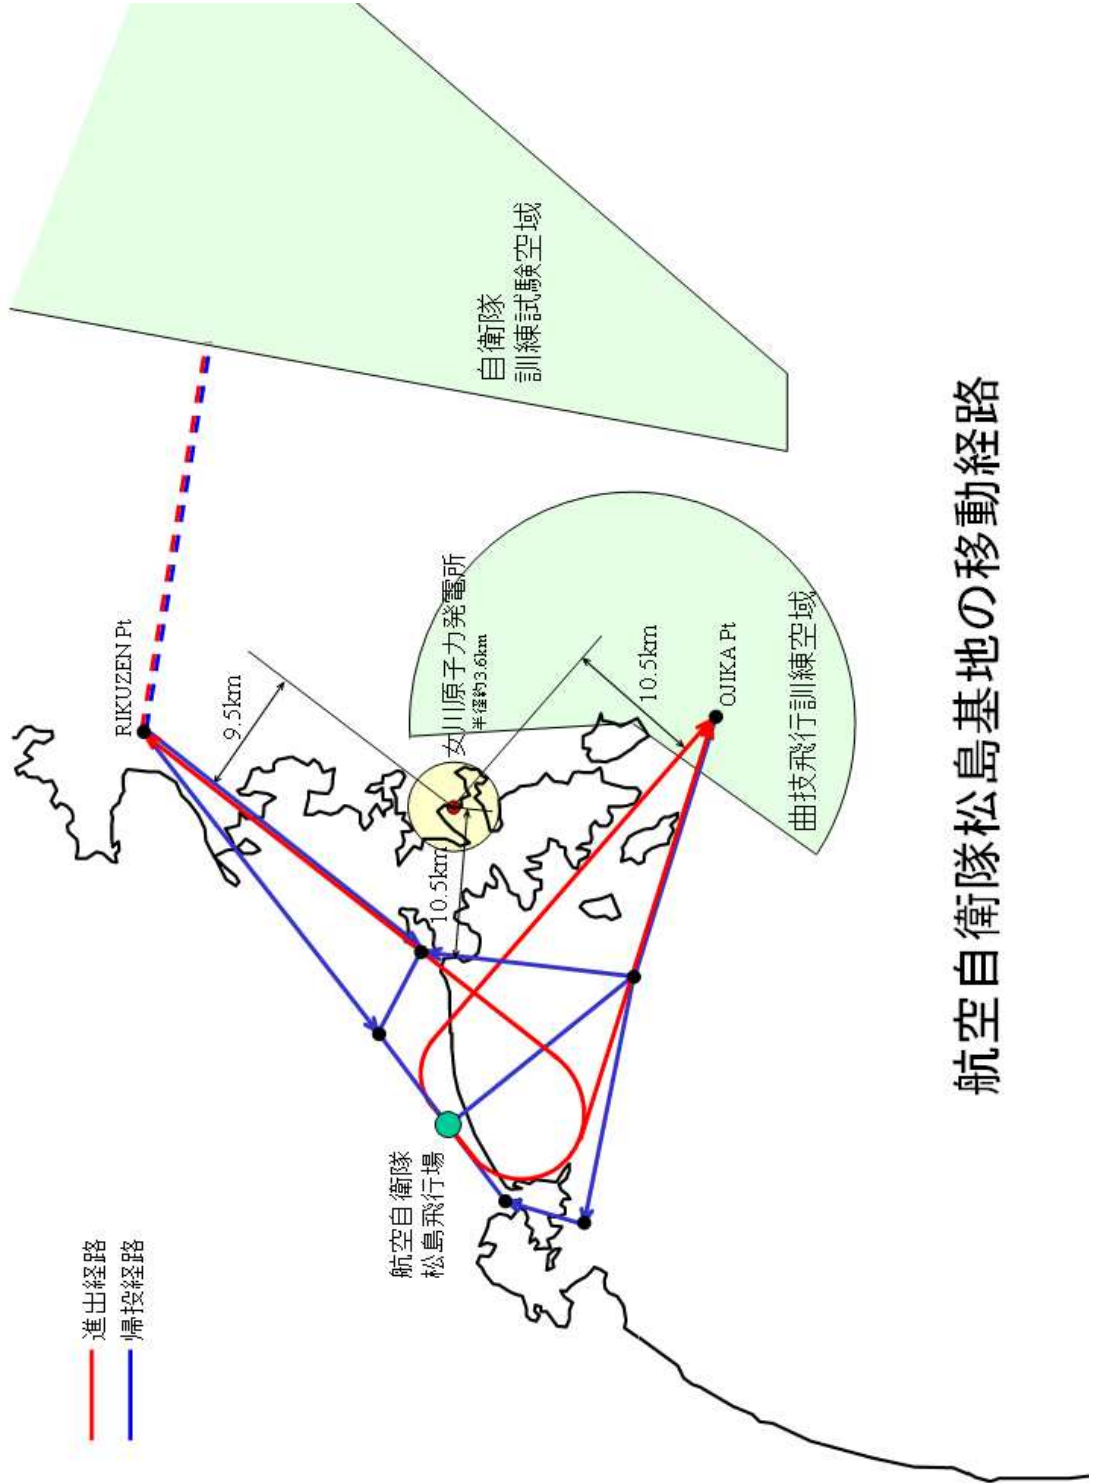 進出経路
帰投経路
RIKUZEN Pt
9.5km
自衛隊
訓練試験空域
女川原子力発電所
半径約3.6km
10.5km
航空自衛隊
松島飛行場
10.5km
OJIKA Pt
曲技飛行訓練空域
航空自衛隊松島基地の移動経路